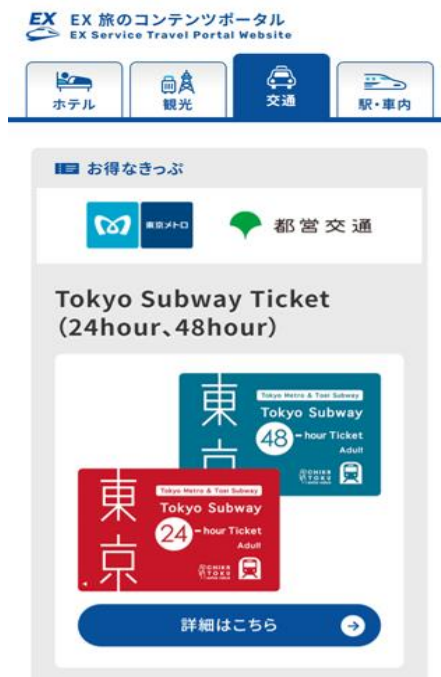 EX EX 旅のコンテンツポータル
EX Service Travel Portal Website
ホテル
観光
交通
駅・車内
お得なきっぷ
東京メトロ
都営交通
Tokyo Subway Ticket
(24hour、48hour)
東京
Tokyo Metro & Toei Subway
Tokyo Subway
48-hour Ticket
Adult
東京
Tokyo Metro & Toei Subway
Tokyo Subway
24-hour Ticket
Adult
詳細はこちら